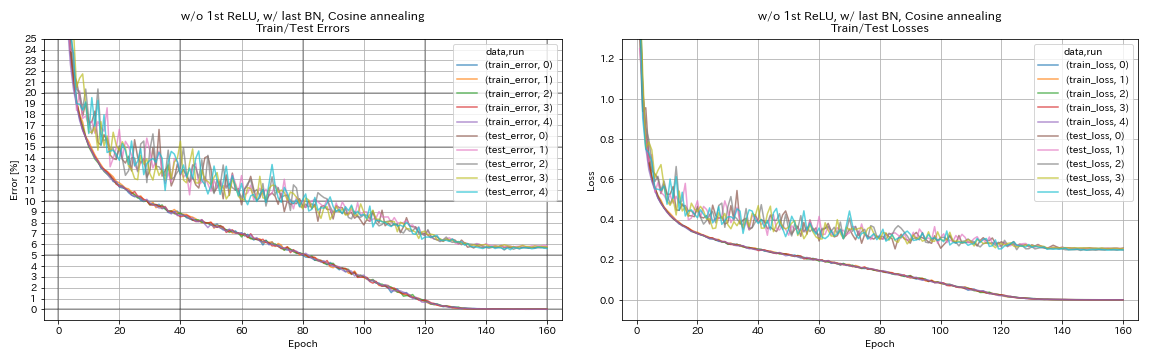 w/o 1st ReLU, w/ last BN, Cosine annealing
Train/Test Errors
25
24
23
22
21
20
19
18
17
16
15
14
13
12
11
10
9
8
7
6
5
4
3
2
1
0
Error [%]
data,run
(train_error, 0)
(train_error, 1)
(train_error, 2)
(train_error, 3)
(train_error, 4)
(test_error, 0)
(test_error, 1)
(test_error, 2)
(test_error, 3)
(test_error, 4)
0 20 40 60 80 100 120 140 160
Epoch
w/o 1st ReLU, w/ last BN, Cosine annealing
Train/Test Losses
1.2
1.0
0.8
0.6
0.4
0.2
0.0
Loss
data,run
(train_loss, 0)
(train_loss, 1)
(train_loss, 2)
(train_loss, 3)
(train_loss, 4)
(test_loss, 0)
(test_loss, 1)
(test_loss, 2)
(test_loss, 3)
(test_loss, 4)
0 20 40 60 80 100 120 140 160
Epoch